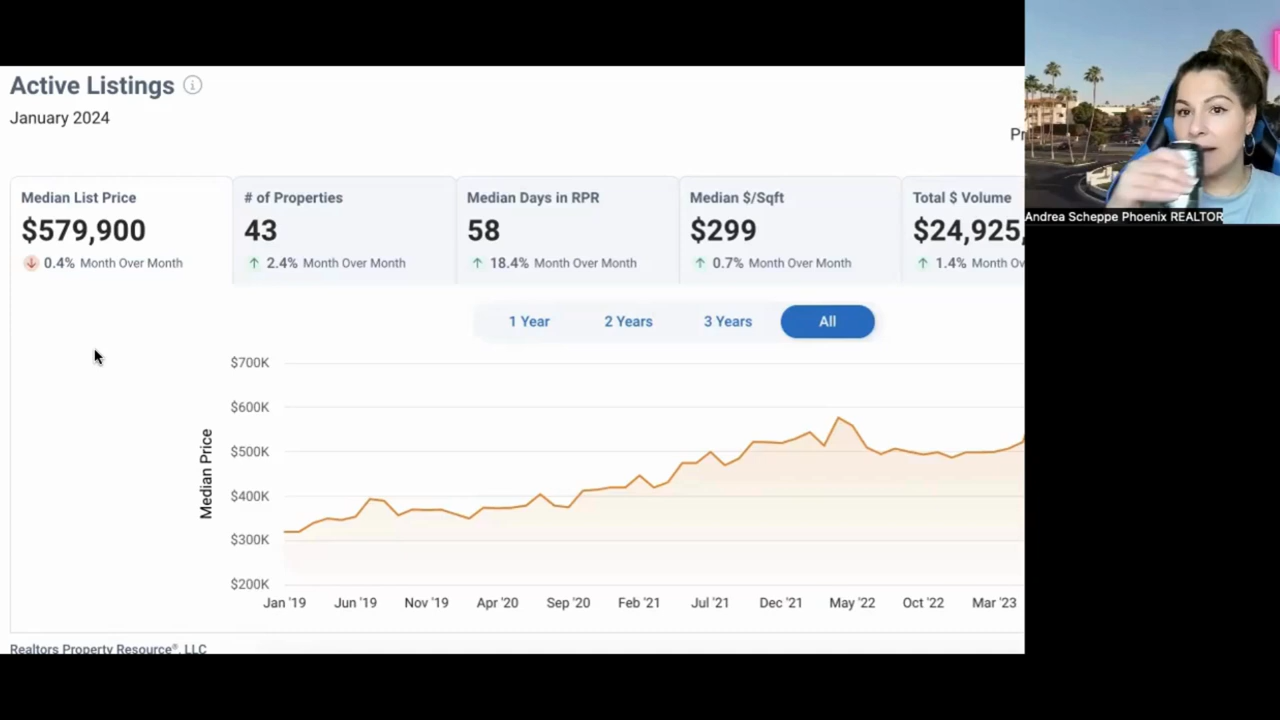 Active Listings
January 2024
Pr
Median List Price
$579,900
0.4% Month Over Month
# of Properties
43
2.4% Month Over Month
Median Days in RPR
58
18.4% Month Over Month
Median $/Sqft
$299
0.7% Month Over Month
Total $ Volume
$24,925,
1.4% Month Ov
1 Year
2 Years
3 Years
All
$700K
$600K
$500K
$400K
$300K
$200K
Median Price
Jan '19
Jun '19
Nov '19
Apr '20
Sep '20
Feb '21
Jul '21
Dec '21
May '22
Oct '22
Mar '23
Realtors Property Resource®, LLC
Andrea Scheppe Phoenix REALTOR